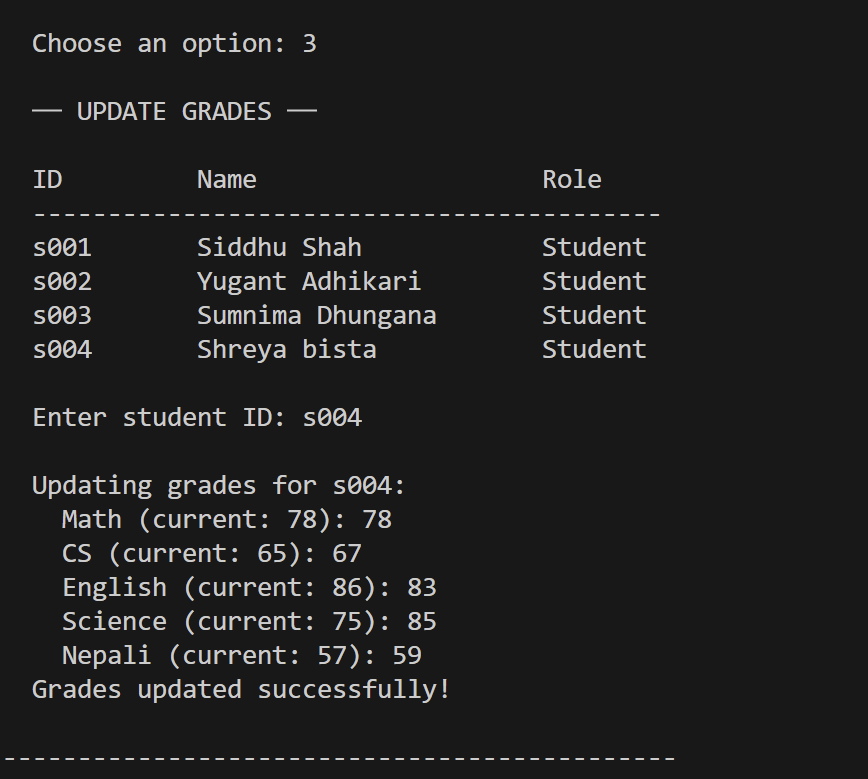 Choose an option: 3
── UPDATE GRADES ──
ID Name Role
------------------------------------------
s001 Siddhu Shah Student
s002 Yugant Adhikari Student
s003 Sumnima Dhungana Student
s004 Shreya bista Student
Enter student ID: s004
Updating grades for s004:
Math (current: 78): 78
CS (current: 65): 67
English (current: 86): 83
Science (current: 75): 85
Nepali (current: 57): 59
Grades updated successfully!
---------------------------------------------